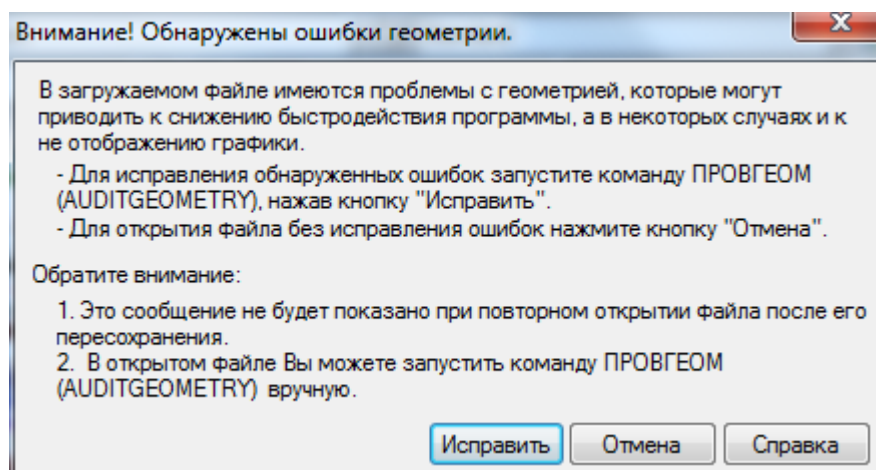 Внимание! Обнаружены ошибки геометрии.
В загружаемом файле имеются проблемы с геометрией, которые могут
приводить к снижению быстродействия программы, а в некоторых случаях и к
не отображению графики.
- Для исправления обнаруженных ошибок запустите команду ПРОВГЕОМ
(AUDITGEOMETRY), нажав кнопку "Исправить".
- Для открытия файла без исправления ошибок нажмите кнопку "Отмена".
Обратите внимание:
1. Это сообщение не будет показано при повторном открытии файла после его
пересохранения.
2. В открытом файле Вы можете запустить команду ПРОВГЕОМ
(AUDITGEOMETRY) вручную.
Исправить Отмена Справка